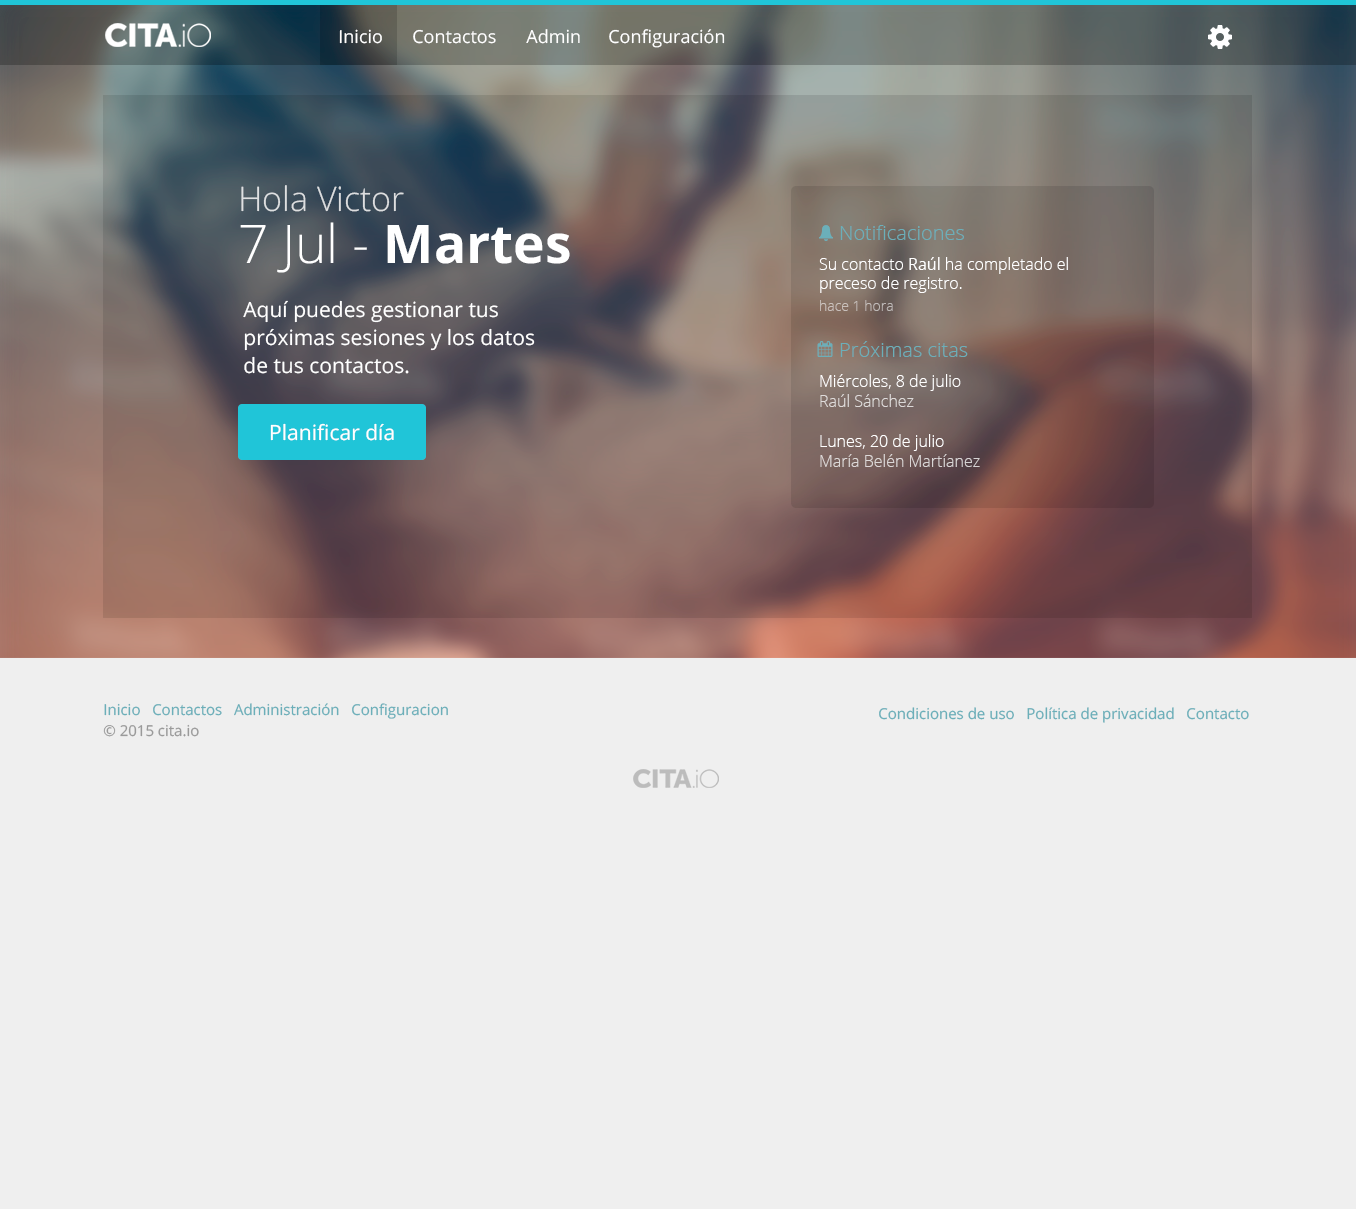 CITA.iO
Inicio Contactos Admin Configuración
Hola Victor
7 Jul - Martes
Aquí puedes gestionar tus
próximas sesiones y los datos
de tus contactos.
Planificar día
Notificaciones
Su contacto Raúl ha completado el
preceso de registro.
hace 1 hora
Próximas citas
Miércoles, 8 de julio
Raúl Sánchez
Lunes, 20 de julio
María Belén Martíanez
Inicio Contactos Administración Configuracion
© 2015 cita.io
Condiciones de uso Política de privacidad Contacto
CITA.iO